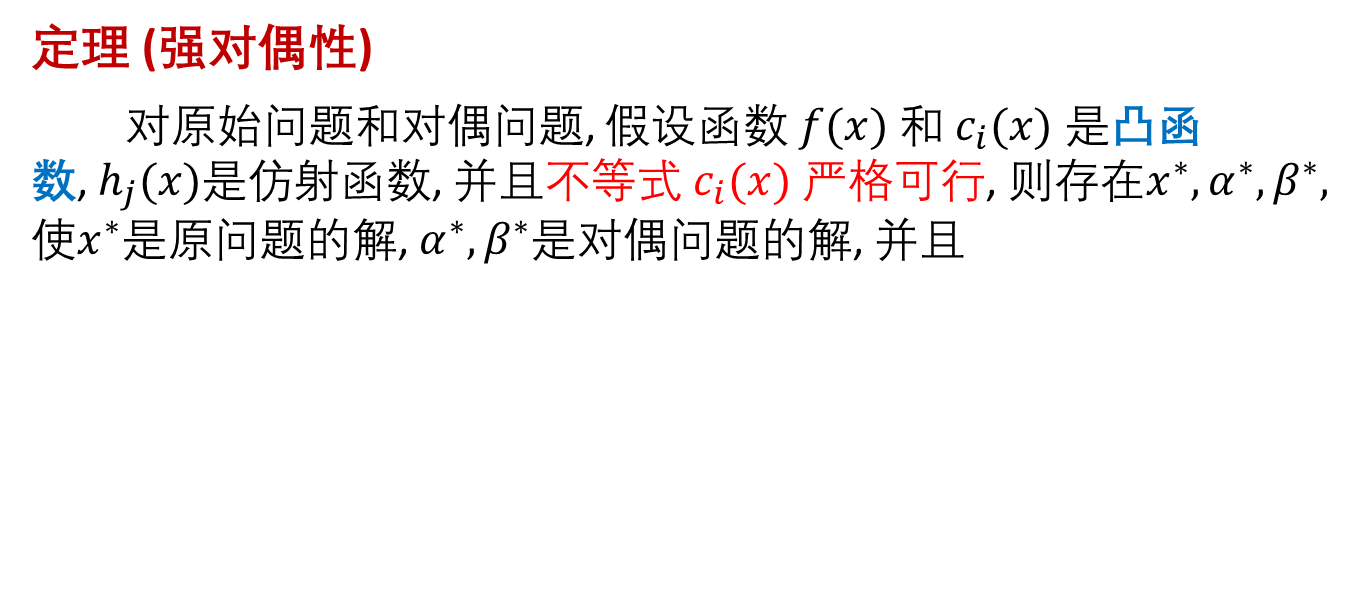 定理 (强对偶性)
对原始问题和对偶问题, 假设函数 𝑓(𝑥) 和 𝑐ᵢ(𝑥) 是凸函
数, ℎⱼ(𝑥)是仿射函数, 并且不等式 𝑐ᵢ(𝑥) 严格可行, 则存在𝑥*, 𝛼*, 𝛽*,
使𝑥*是原问题的解, 𝛼*, 𝛽*是对偶问题的解, 并且